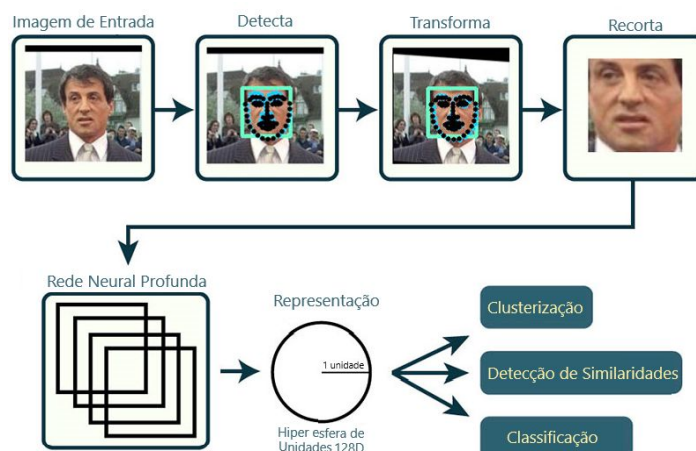 Imagem de Entrada
Detecta
Transforma
Recorta
Rede Neural Profunda
Representação
1 unidade
Hiper esfera de
Unidades 128D
Clusterização
Detecção de Similaridades
Classificação